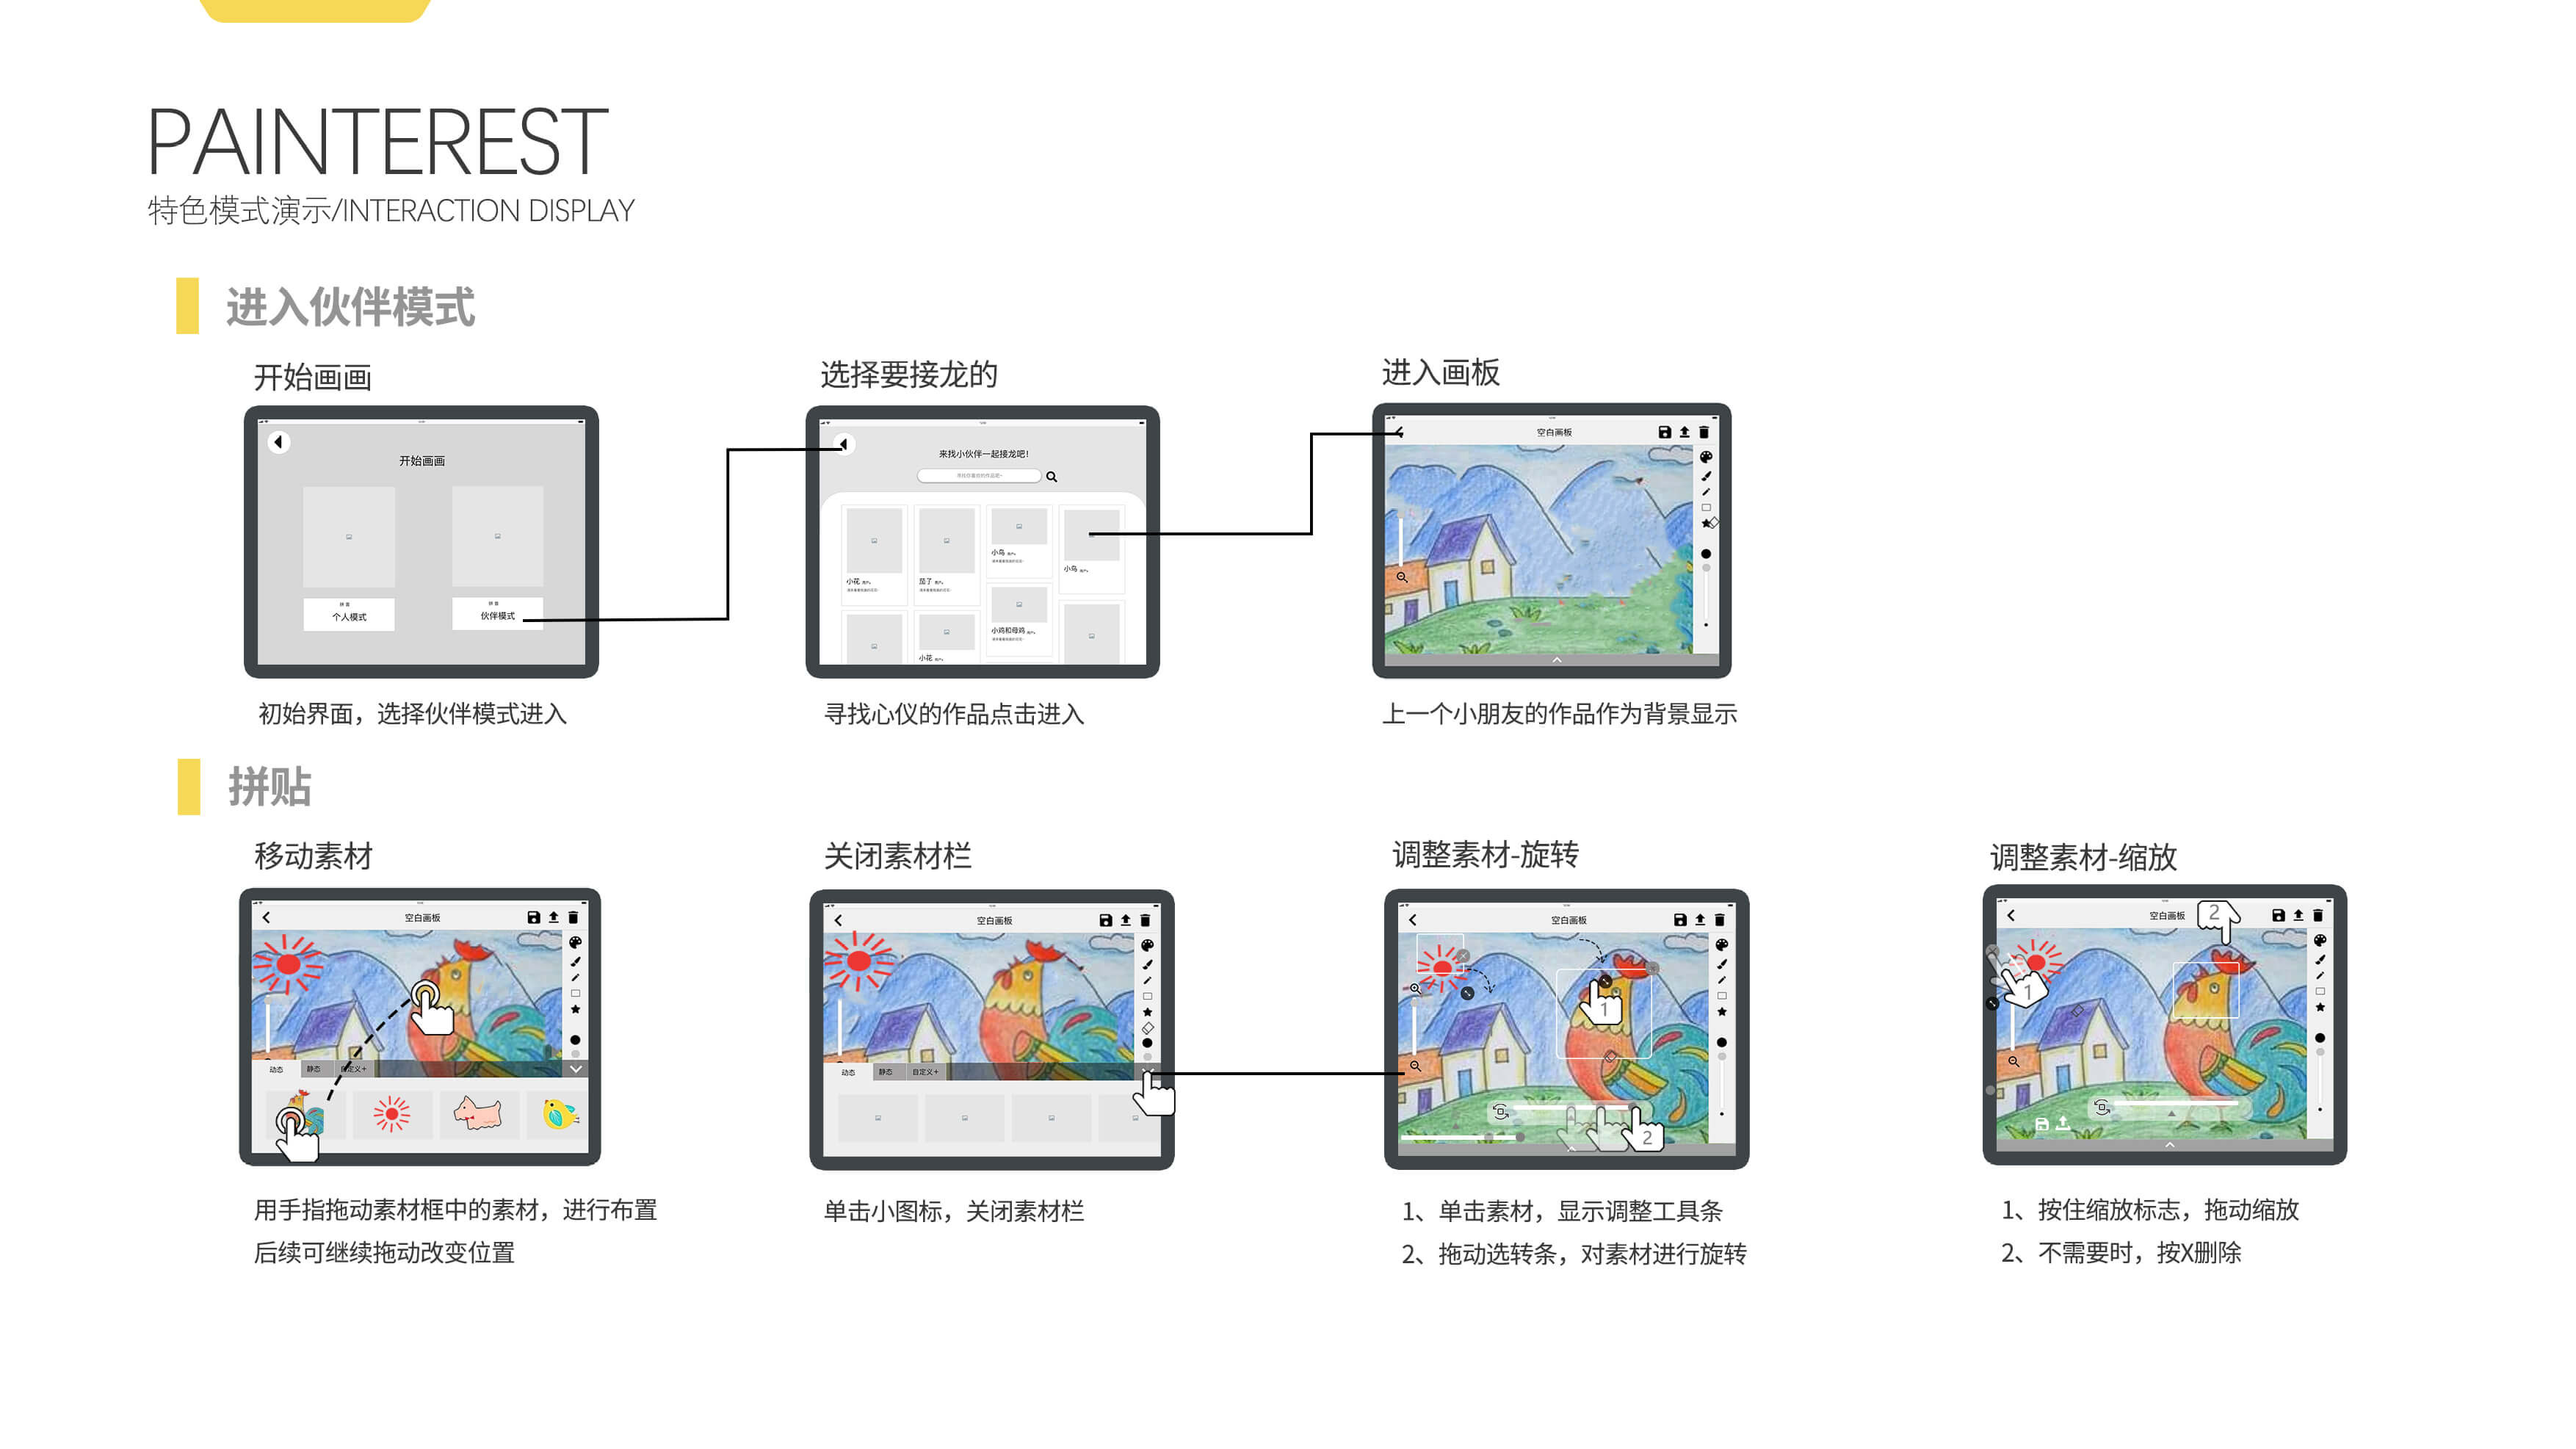 PAINTEREST
特色模式演示/INTERACTION DISPLAY
进入伙伴模式
开始画画
选择要接龙的
进入画板
开始画画
拼音
个人模式
拼音
伙伴模式
来找小伙伴一起接龙吧!
小花
茄子
小鸟
小鸟
小鸡和母鸡
小花
空白画板
初始界面，选择伙伴模式进入
寻找心仪的作品点击进入
上一个小朋友的作品作为背景显示
拼贴
移动素材
关闭素材栏
调整素材-旋转
调整素材-缩放
空白画板
动态
静态
自定义+
空白画板
动态
静态
自定义+
空白画板
1
2
空白画板
2
1
用手指拖动素材框中的素材，进行布置
后续可继续拖动改变位置
单击小图标，关闭素材栏
1、单击素材，显示调整工具条
2、拖动选转条，对素材进行旋转
1、按住缩放标志，拖动缩放
2、不需要时，按X删除